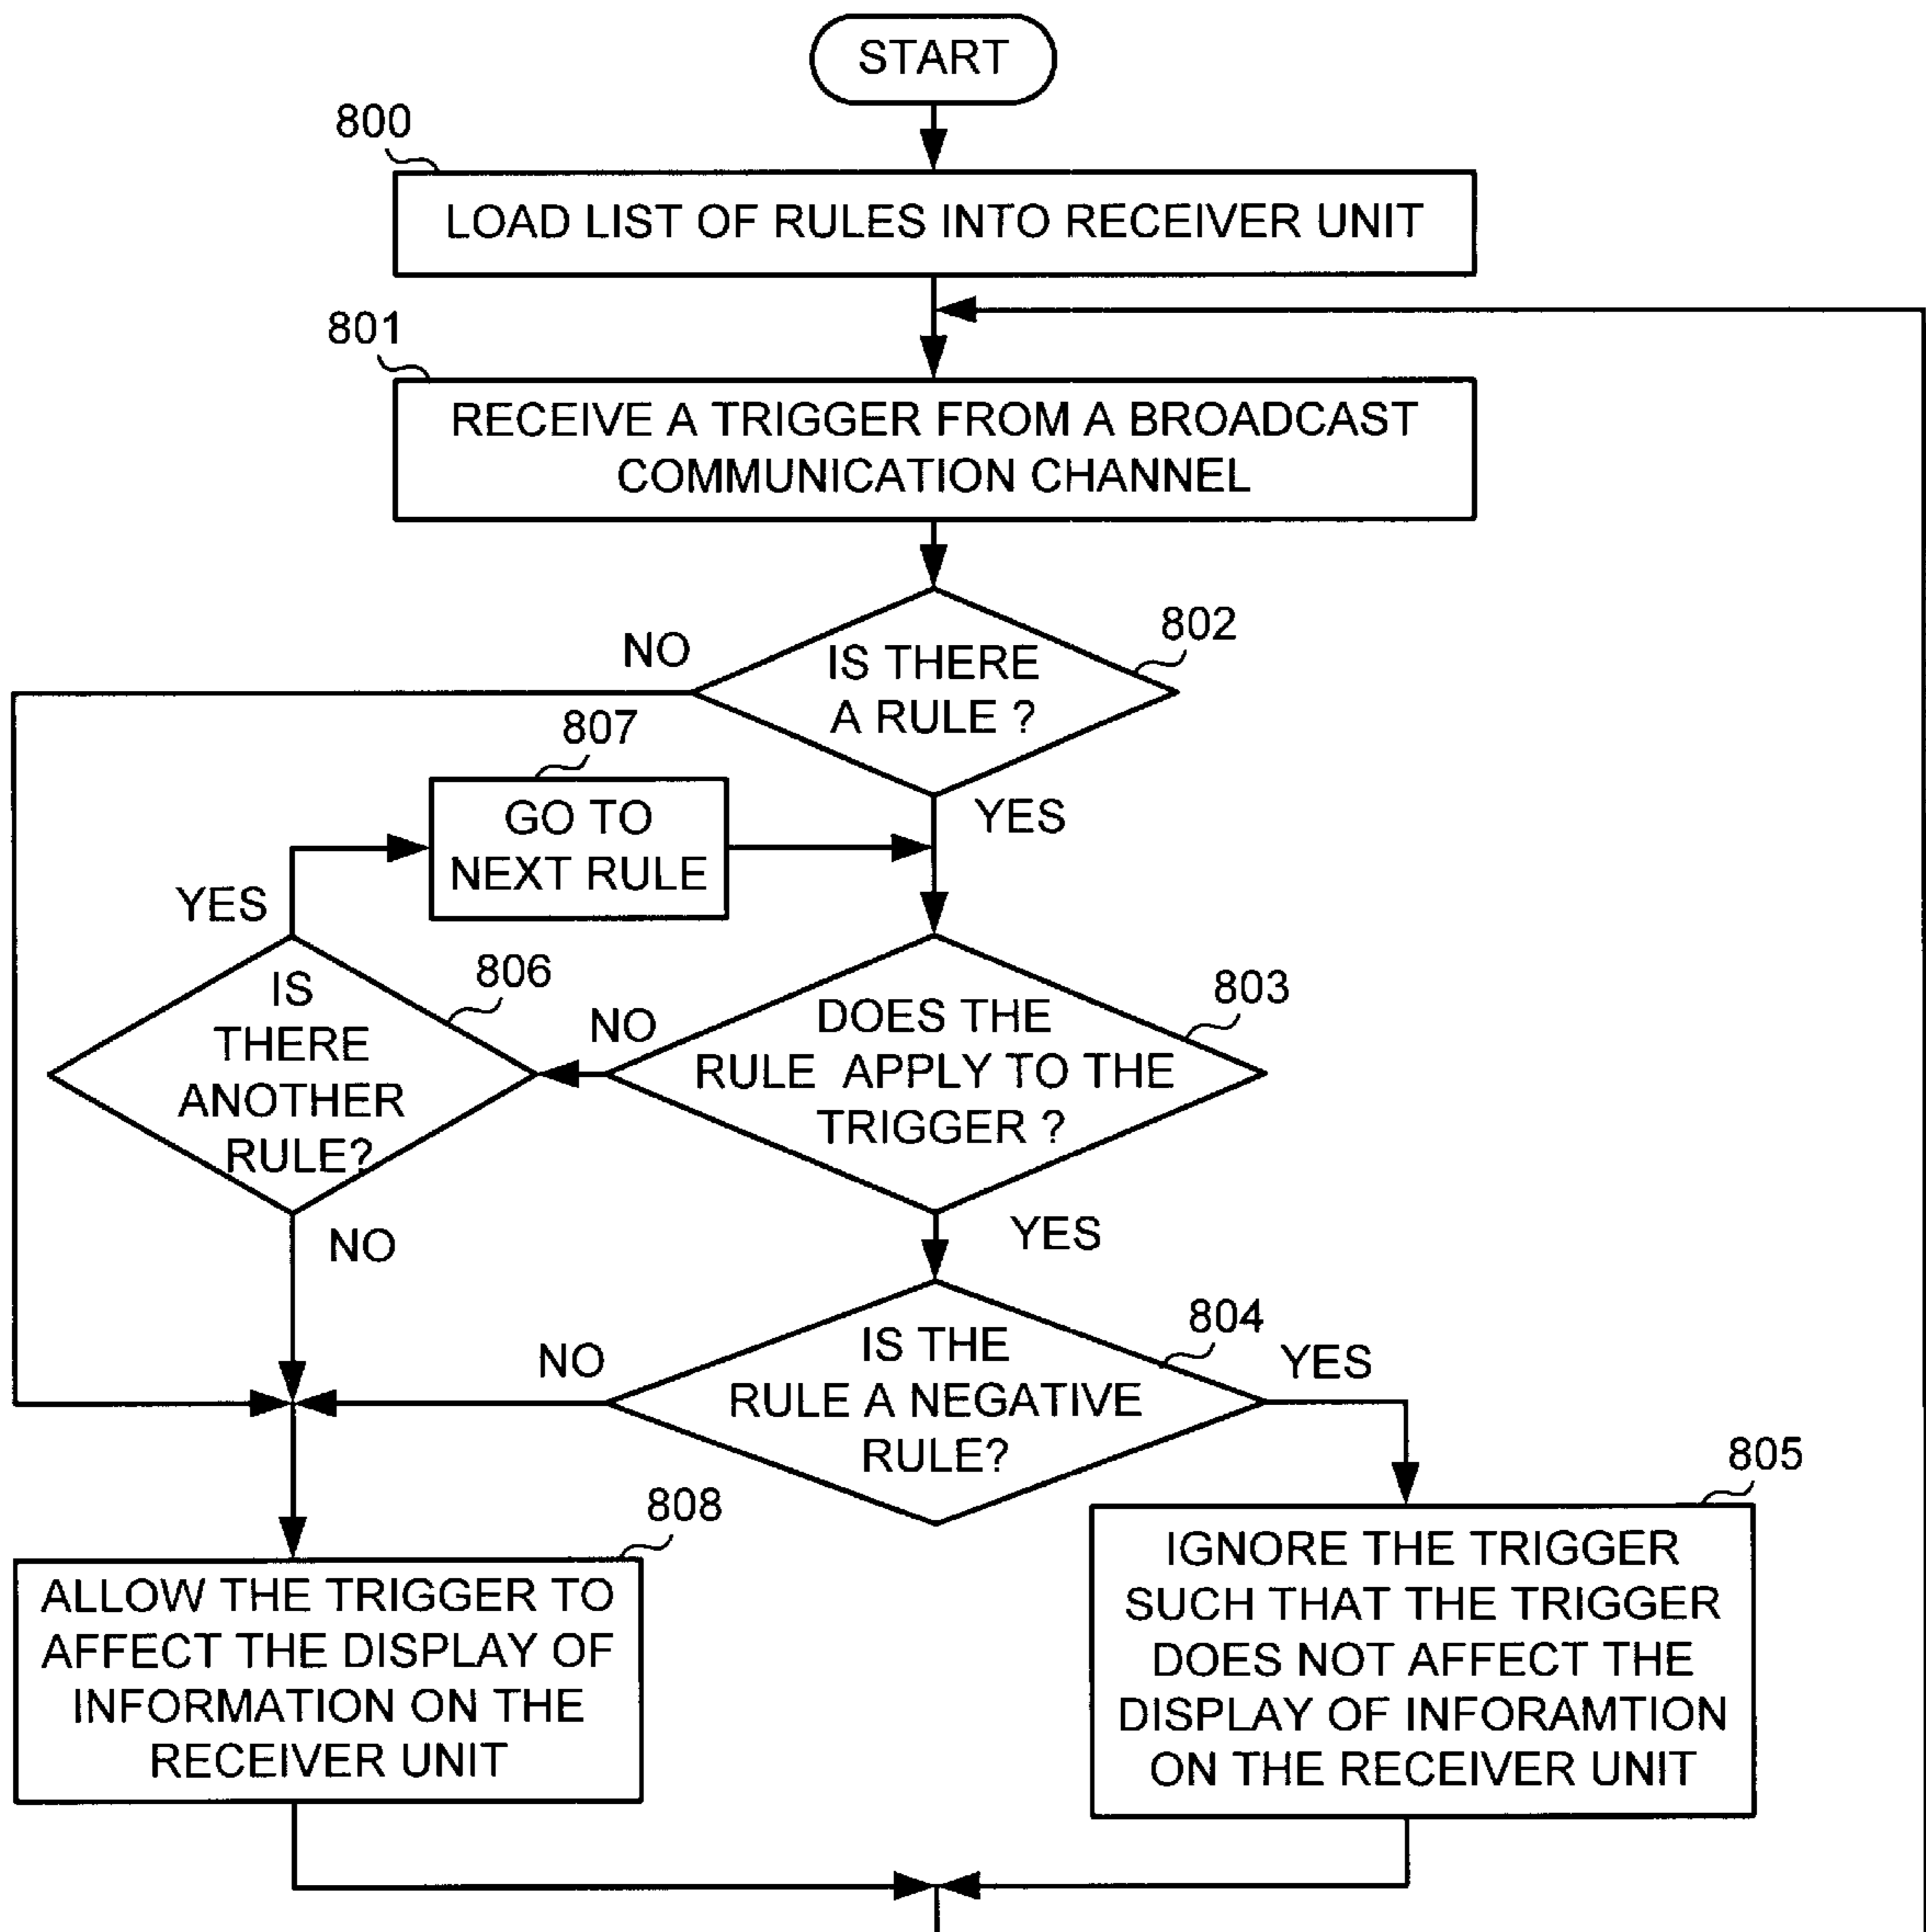 START
800
LOAD LIST OF RULES INTO RECEIVER UNIT
801
RECEIVE A TRIGGER FROM A BROADCAST
COMMUNICATION CHANNEL
802
NO
IS THERE
A RULE ?
YES
807
GO TO
NEXT RULE
YES
806
IS
THERE
ANOTHER
RULE?
NO
803
NO
DOES THE
RULE APPLY TO THE
TRIGGER ?
YES
804
NO
IS THE
RULE A NEGATIVE
RULE?
YES
808
ALLOW THE TRIGGER TO
AFFECT THE DISPLAY OF
INFORMATION ON THE
RECEIVER UNIT
805
IGNORE THE TRIGGER
SUCH THAT THE TRIGGER
DOES NOT AFFECT THE
DISPLAY OF INFORAMTION
ON THE RECEIVER UNIT